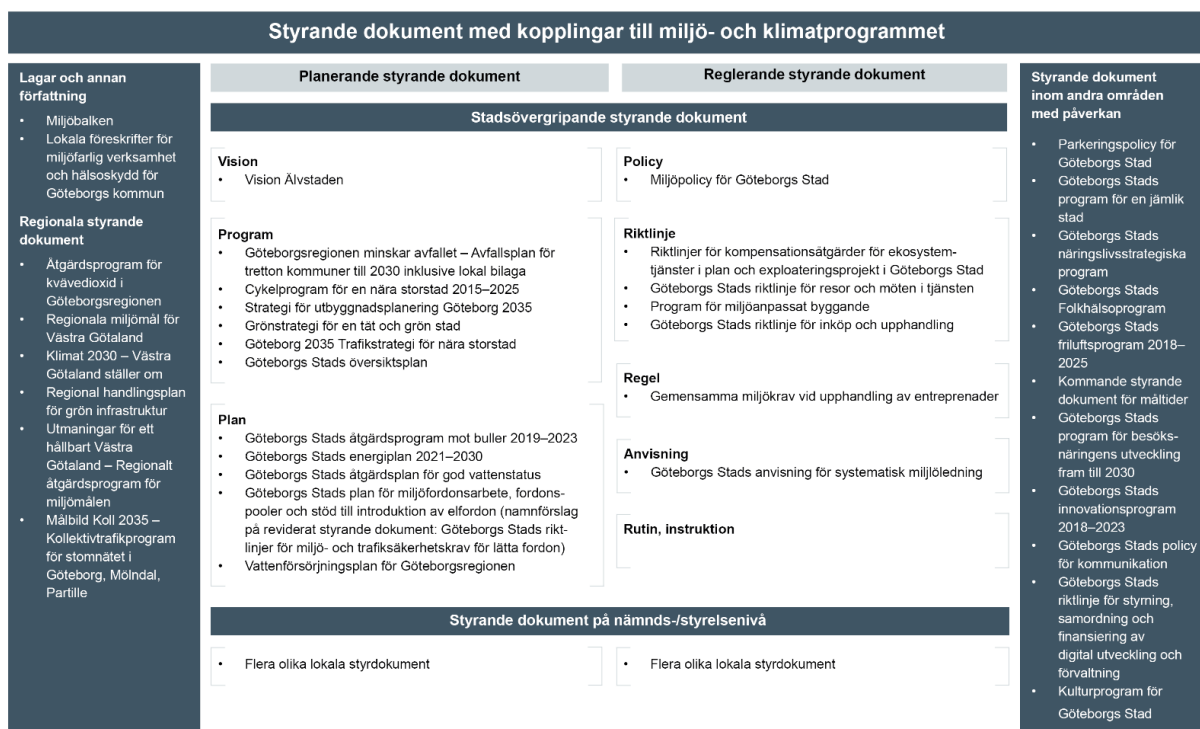 Styrande dokument med kopplingar till miljö- och klimatprogrammet
Lagar och annan
författning
• Miljöbalken
• Lokala föreskrifter för
miljöfarlig verksamhet
och hälsoskydd för
Göteborgs kommun
Regionala styrande
dokument
• Åtgärdsprogram för
kvävedioxid i
Göteborgsregionen
• Regionala miljömål för
Västra Götaland
• Klimat 2030 – Västra
Götaland ställer om
• Regional handlingsplan
för grön infrastruktur
• Utmaningar för ett
hållbart Västra
Götaland – Regionalt
åtgärdsprogram för
miljömålen
• Målbild Koll 2035 –
Kollektivtrafikprogram
för stomnätet i
Göteborg, Mölndal,
Partille
Planerande styrande dokument
Reglerande styrande dokument
Stadsövergripande styrande dokument
Vision
• Vision Älvstaden
Program
• Göteborgsregionen minskar avfallet – Avfallsplan för
tretton kommuner till 2030 inklusive lokal bilaga
• Cykelprogram för en nära storstad 2015–2025
• Strategi för utbyggnadsplanering Göteborg 2035
• Grönstrategi för en tät och grön stad
• Göteborg 2035 Trafikstrategi för nära storstad
• Göteborgs Stads översiktsplan
Plan
• Göteborgs Stads åtgärdsprogram mot buller 2019–2023
• Göteborgs Stads energiplan 2021–2030
• Göteborgs Stads åtgärdsplan för god vattenstatus
• Göteborgs Stads plan för miljöfordonsarbete, fordons-
pooler och stöd till introduktion av elfordon (namnförslag
på reviderat styrande dokument: Göteborgs Stads rikt-
linjer för miljö- och trafiksäkerhetskrav för lätta fordon)
• Vattenförsörjningsplan för Göteborgsregionen
Policy
• Miljöpolicy för Göteborgs Stad
Riktlinje
• Riktlinjer för kompensationsåtgärder för ekosystem-
tjänster i plan och exploateringsprojekt i Göteborgs Stad
• Göteborgs Stads riktlinje för resor och möten i tjänsten
• Program för miljöanpassat byggande
• Göteborgs Stads riktlinje för inköp och upphandling
Regel
• Gemensamma miljökrav vid upphandling av entreprenader
Anvisning
• Göteborgs Stads anvisning för systematisk miljöledning
Rutin, instruktion
Styrande dokument på nämnds-/styrelsenivå
• Flera olika lokala styrdokument
• Flera olika lokala styrdokument
Styrande dokument
inom andra områden
med påverkan
• Parkeringspolicy för
Göteborgs Stad
• Göteborgs Stads
program för en jämlik
stad
• Göteborgs Stads
näringslivsstrategiska
program
• Göteborgs Stads
Folkhälsoprogram
• Göteborgs Stads
friluftsprogram 2018–
2025
• Kommande styrande
dokument för måltider
• Göteborgs Stads
program för besöks-
näringens utveckling
fram till 2030
• Göteborgs Stads
innovationsprogram
2018–2023
• Göteborgs Stads policy
för kommunikation
• Göteborgs Stads
riktlinje för styrning,
samordning och
finansiering av
digital utveckling och
förvaltning
• Kulturprogram för
Göteborgs Stad